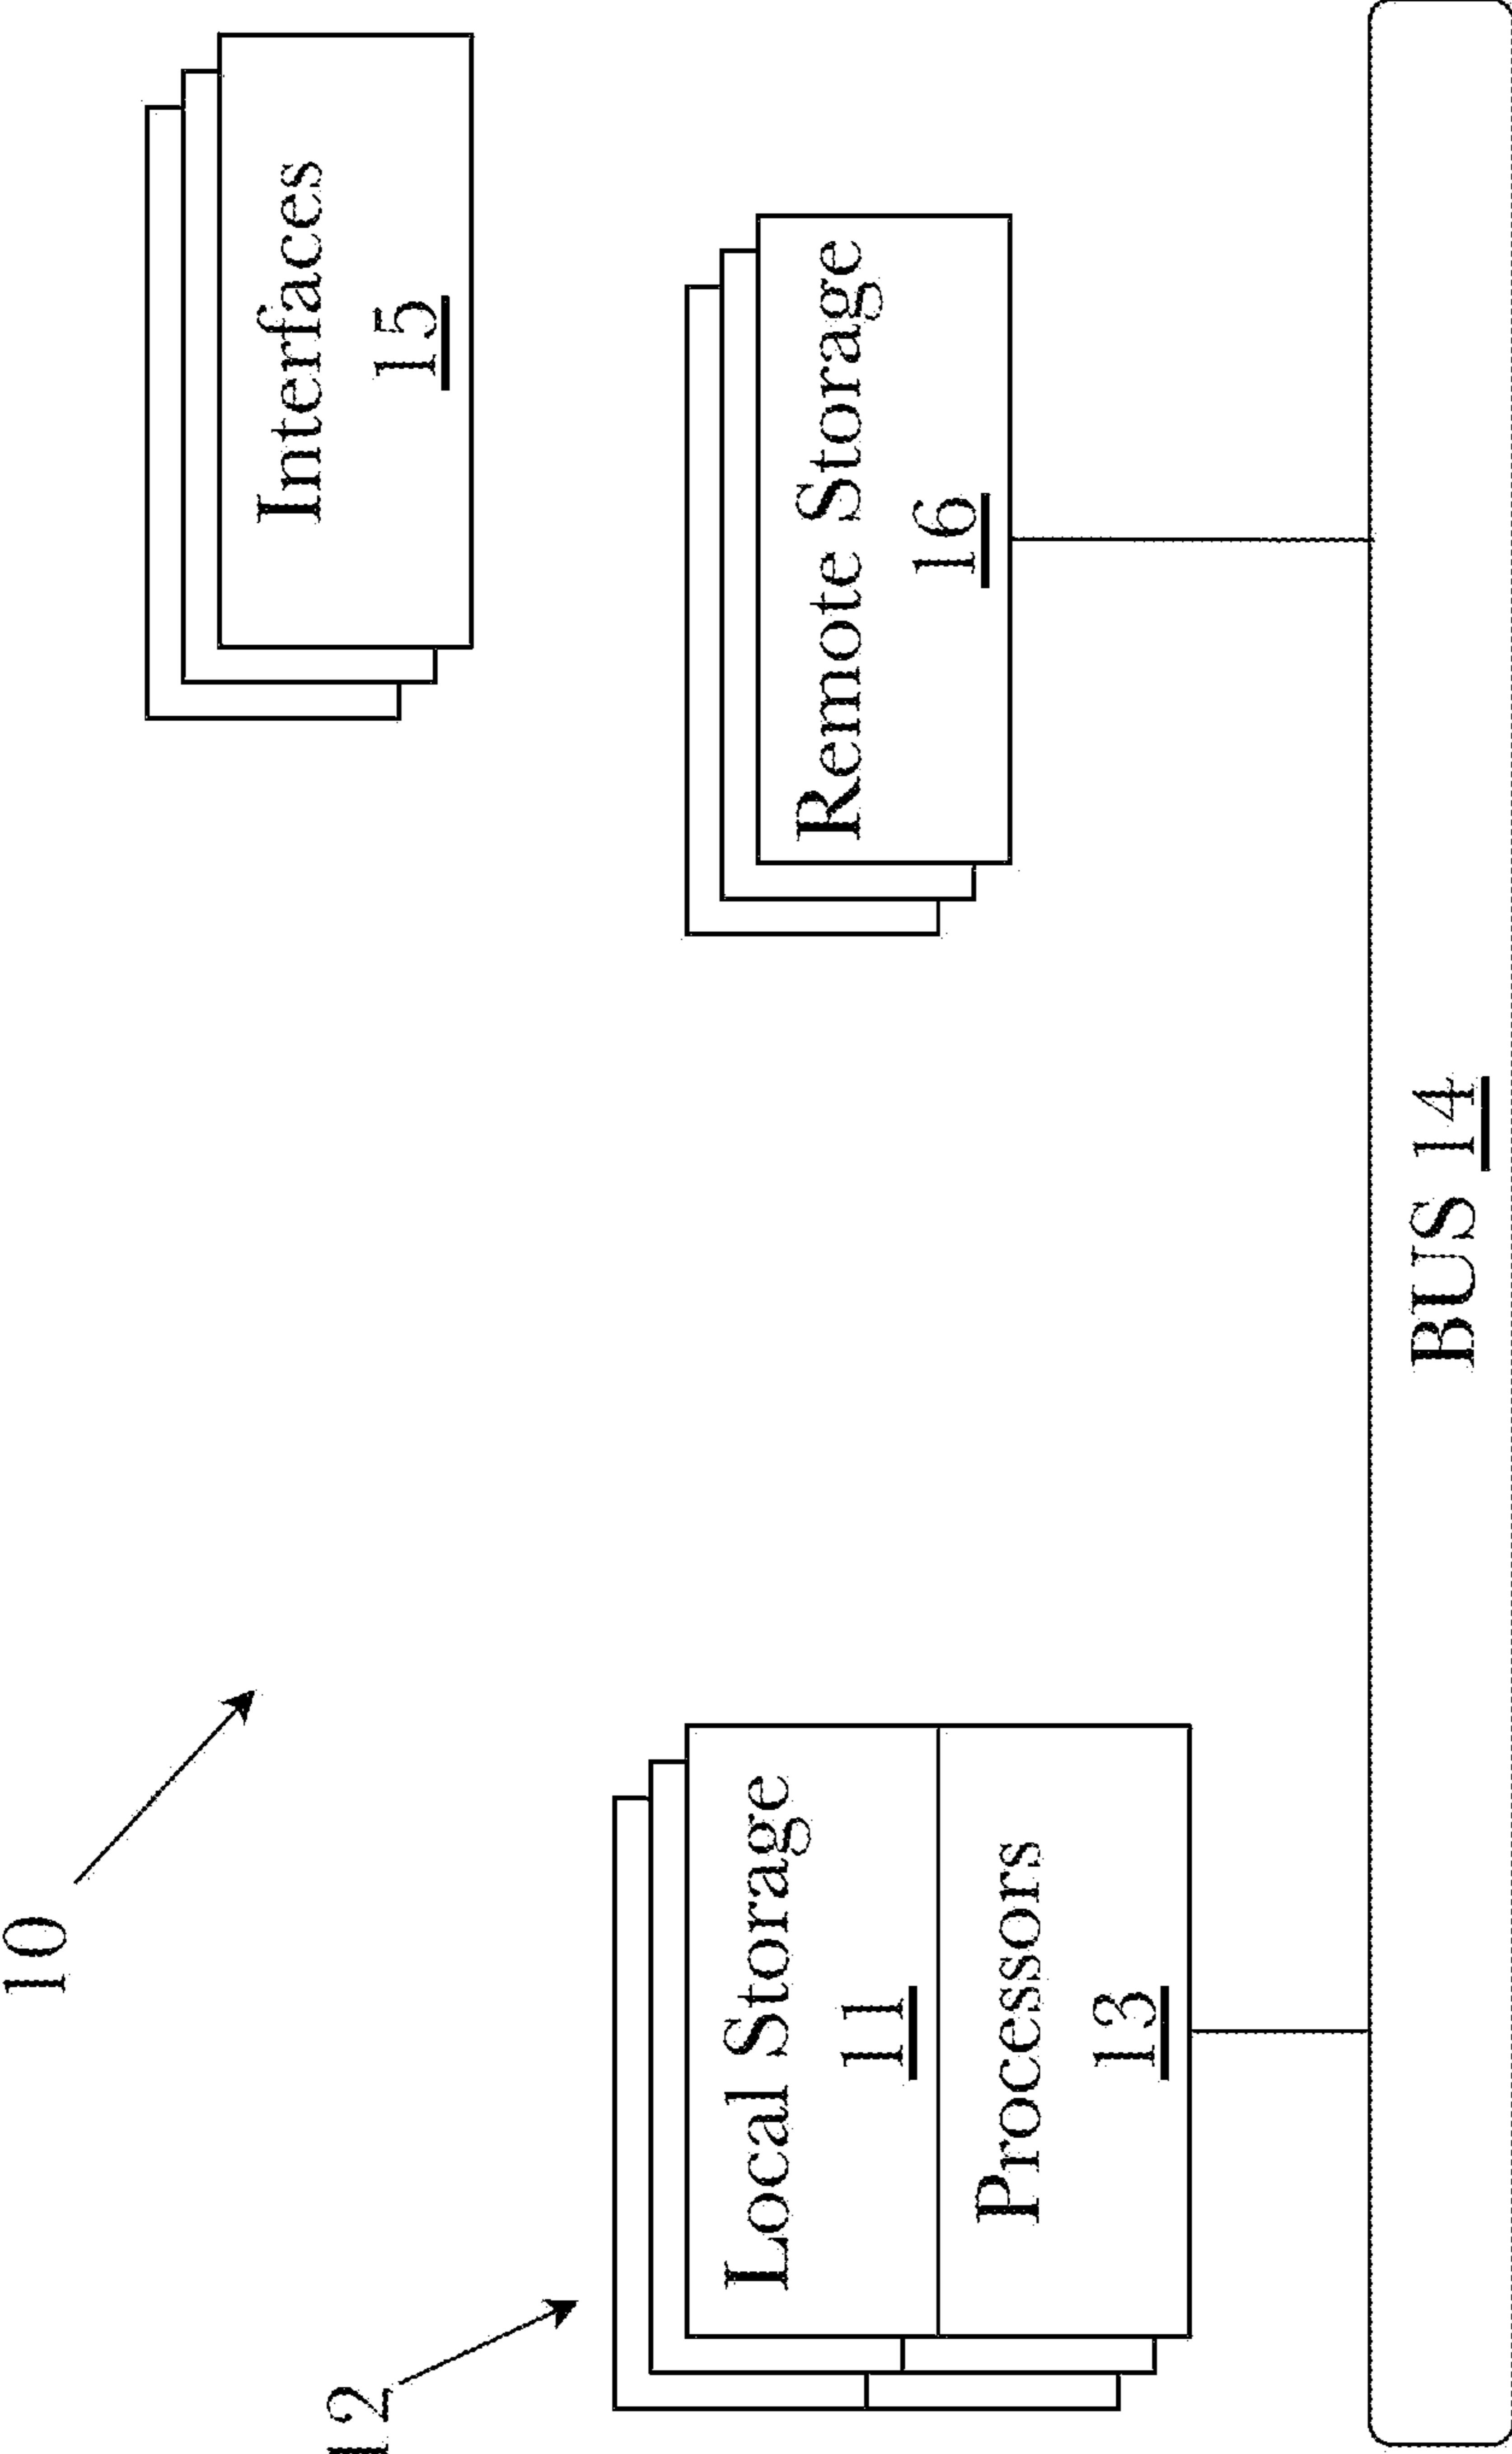 10
12
Interfaces
15
Local Storage
11
Processors
13
Remote Storage
16
BUS 14